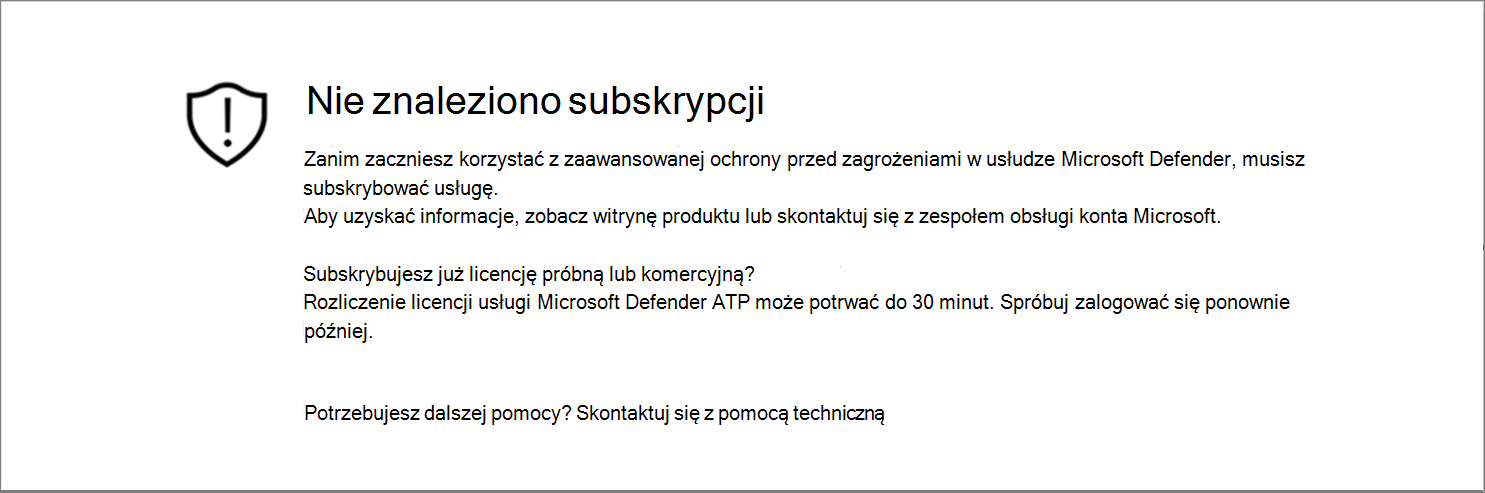 Nie znaleziono subskrypcji
Zanim zaczniesz korzystać z zaawansowanej ochrony przed zagrożeniami w usłudze Microsoft Defender, musisz
subskrybować usługę.
Aby uzyskać informacje, zobacz witrynę produktu lub skontaktuj się z zespołem obsługi konta Microsoft.
Subskrybujesz już licencję próbną lub komercyjną?
Rozliczenie licencji usługi Microsoft Defender ATP może potrwać do 30 minut. Spróbuj zalogować się ponownie
później.
Potrzebujesz dalszej pomocy? Skontaktuj się z pomocą techniczną